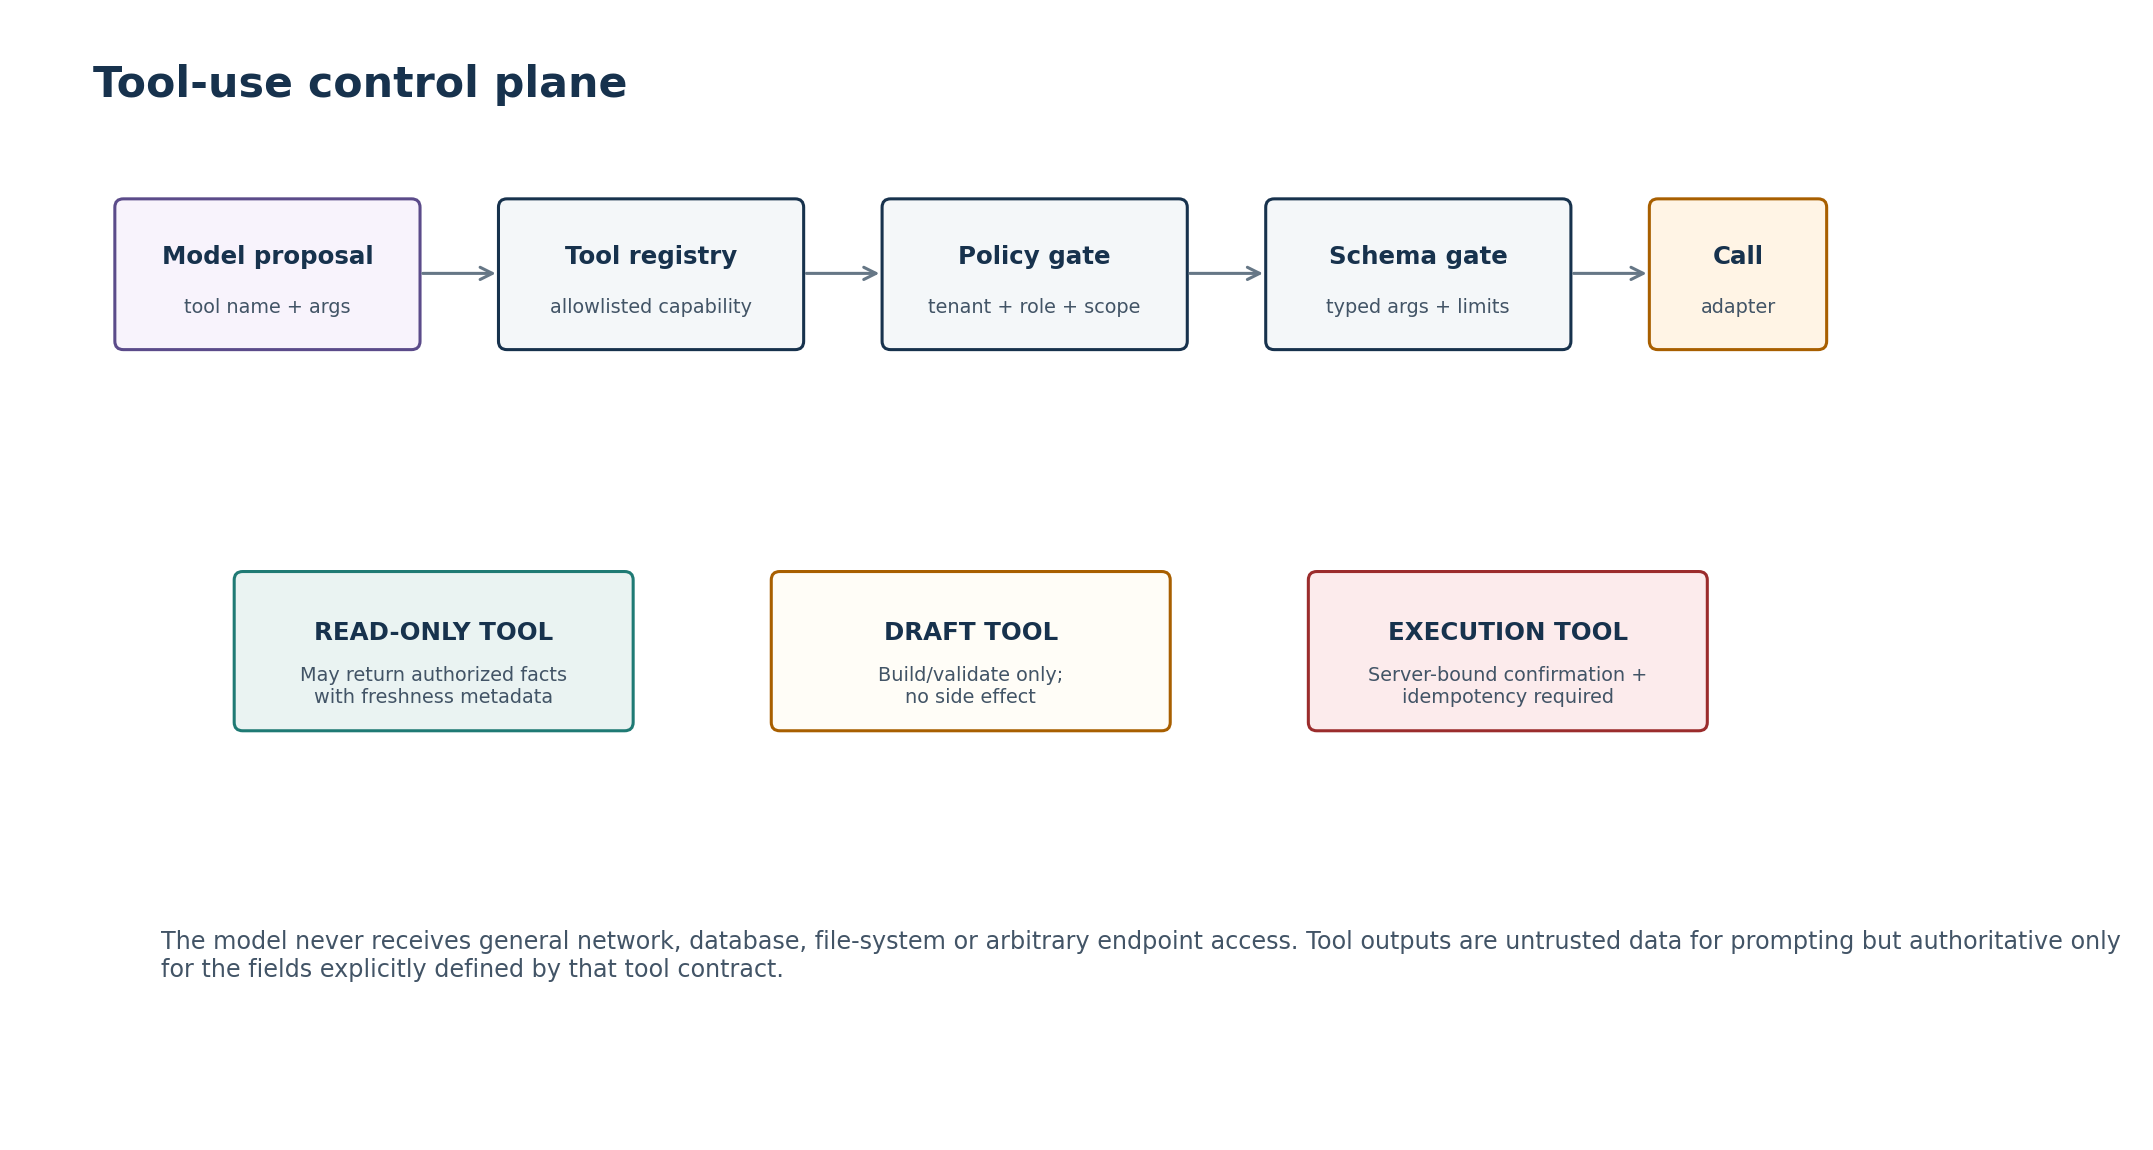 Tool-use control plane
Model proposal
tool name + args
Tool registry
allowlisted capability
Policy gate
tenant + role + scope
Schema gate
typed args + limits
Call
adapter
READ-ONLY TOOL
May return authorized facts
with freshness metadata
DRAFT TOOL
Build/validate only;
no side effect
EXECUTION TOOL
Server-bound confirmation +
idempotency required
The model never receives general network, database, file-system or arbitrary endpoint access. Tool outputs are untrusted data for prompting but authoritative only
for the fields explicitly defined by that tool contract.